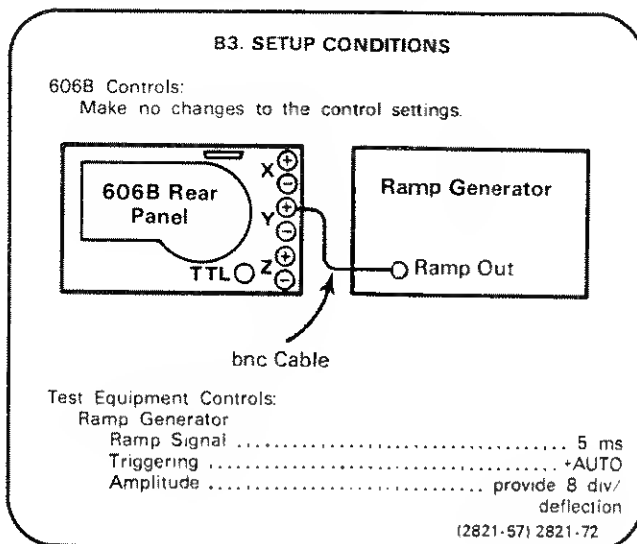 B3. SETUP CONDITIONS
606B Controls:
Make no changes to the control settings.
606B Rear
Panel
X
+
−
Y
+
−
TTL
Z
+
−
Ramp Generator
Ramp Out
bnc Cable
Test Equipment Controls:
Ramp Generator
Ramp Signal .................................. 5 ms
Triggering .................................. +AUTO
Amplitude .......................... provide 8 div/
deflection
(2821-57) 2821-72